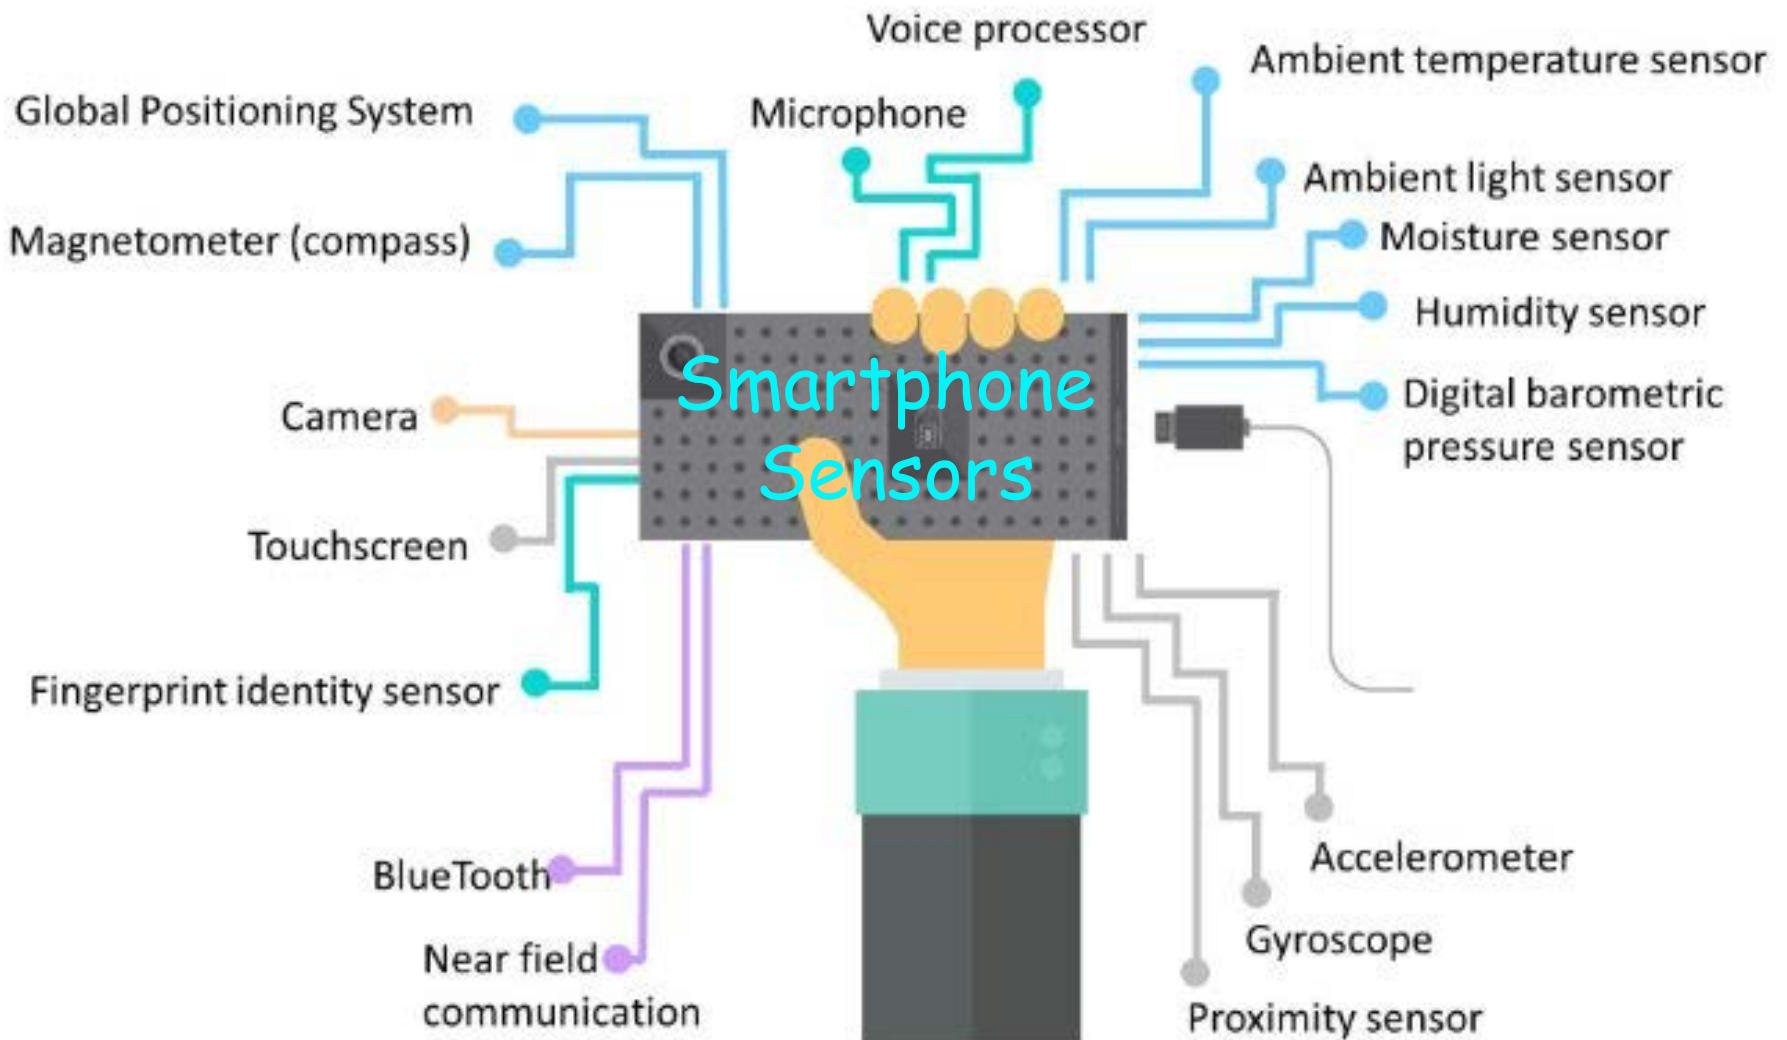 Voice processor
Ambient temperature sensor
Global Positioning System
Microphone
Ambient light sensor
Magnetometer (compass)
Moisture sensor
Humidity sensor
Smartphone
Sensors
Camera
Digital barometric
pressure sensor
Touchscreen
Fingerprint identity sensor
BlueTooth
Accelerometer
Near field
communication
Gyroscope
Proximity sensor